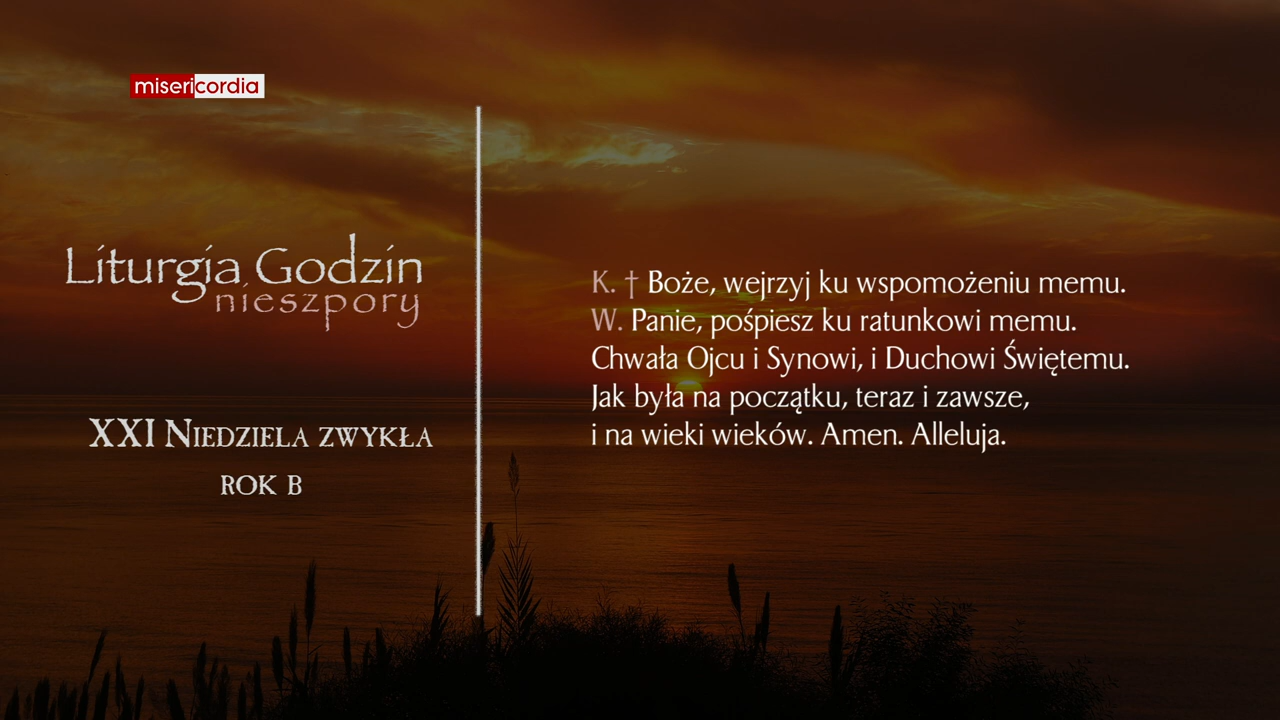 misericordia
Liturgia Godzin
nieszpory
XXI Niedziela zwykła
rok B
K. † Boże, wejrzyj ku wspomożeniu memu.
W. Panie, pośpiesz ku ratunkowi memu.
Chwała Ojcu i Synowi, i Duchowi Świętemu.
Jak była na początku, teraz i zawsze,
i na wieki wieków. Amen. Alleluja.